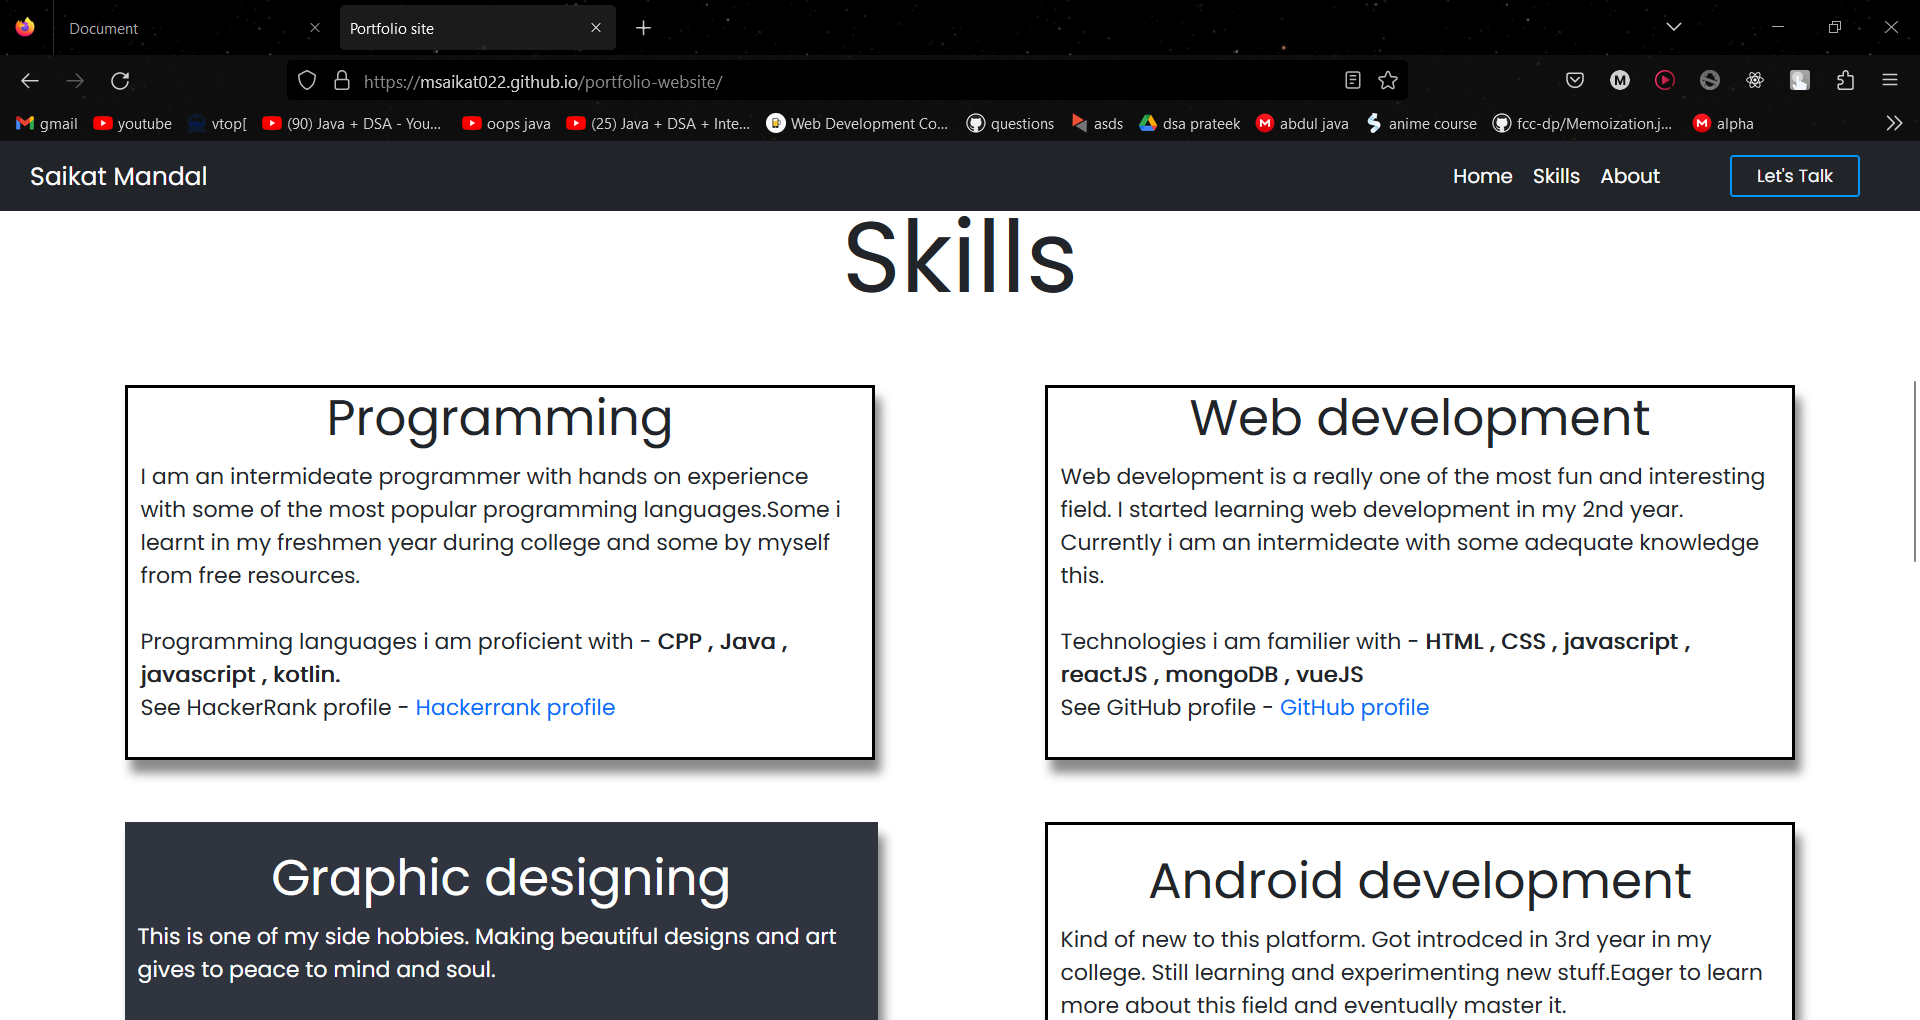 Document
Portfolio site
https://msaikat022.github.io/portfolio-website/
gmail
youtube
vtop[
(90) Java + DSA - You...
oops java
(25) Java + DSA + Inte...
Web Development Co...
questions
asds
dsa prateek
abdul java
anime course
fcc-dp/Memoization.j...
alpha
Saikat Mandal
Home
Skills
About
Let's Talk
Skills
Programming
I am an intermideate programmer with hands on experience
with some of the most popular programming languages.Some i
learnt in my freshmen year during college and some by myself
from free resources.
Programming languages i am proficient with - CPP , Java ,
javascript , kotlin.
See HackerRank profile - Hackerrank profile
Web development
Web development is a really one of the most fun and interesting
field. I started learning web development in my 2nd year.
Currently i am an intermideate with some adequate knowledge
this.
Technologies i am familier with - HTML , CSS , javascript ,
reactJS , mongoDB , vueJS
See GitHub profile - GitHub profile
Graphic designing
This is one of my side hobbies. Making beautiful designs and art
gives to peace to mind and soul.
Android development
Kind of new to this platform. Got introdced in 3rd year in my
college. Still learning and experimenting new stuff.Eager to learn
more about this field and eventually master it.